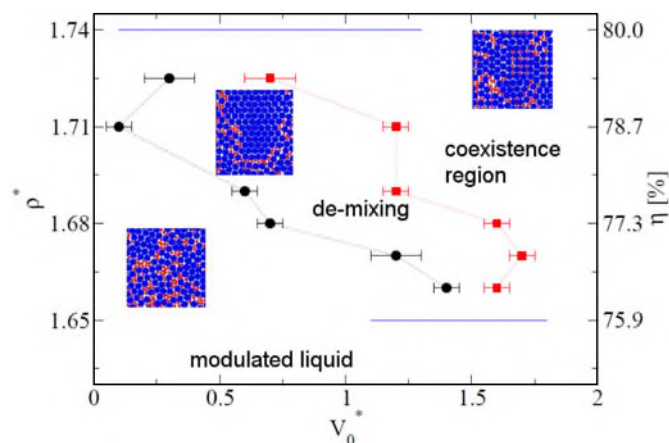 1.74
80.0
1.71
78.7
coexistence
region
ρ*
η [%]
de-mixing
1.68
77.3
1.65
75.9
modulated liquid
0
0.5
1
1.5
2
V₀*